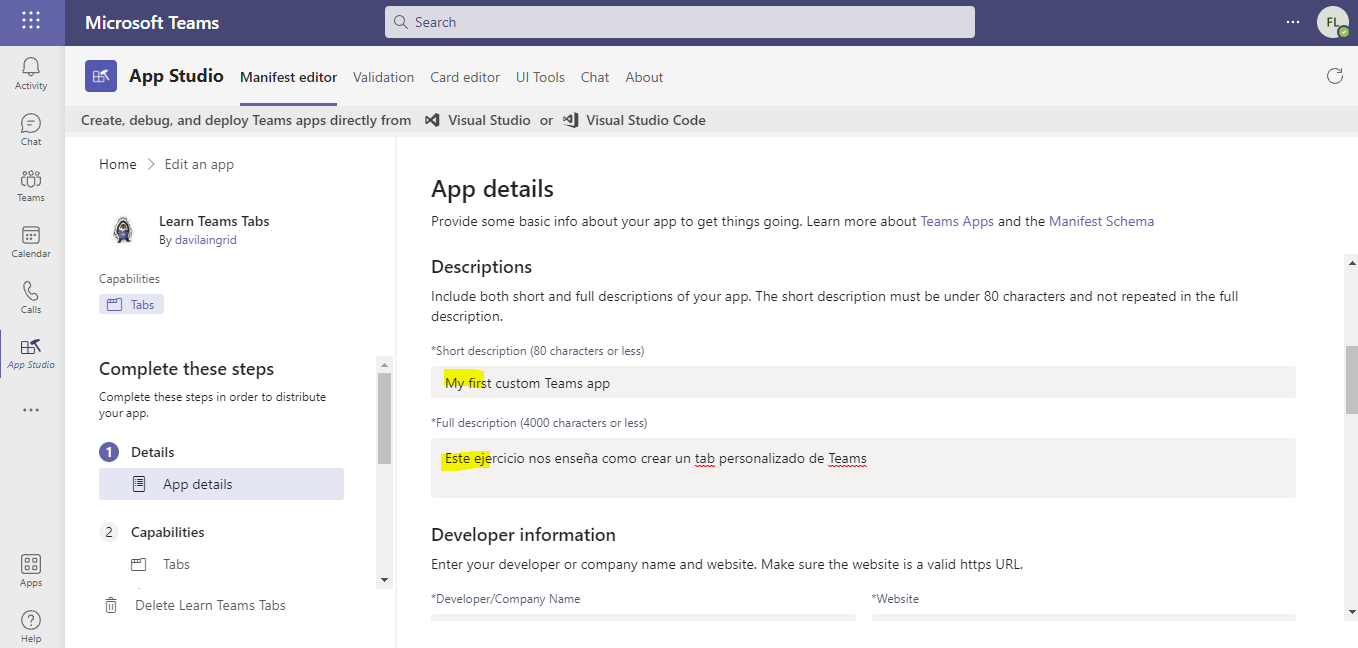 Microsoft Teams
Search
FL
Activity
Chat
Teams
Calendar
Calls
App Studio
Apps
Help
App Studio
Manifest editor
Validation
Card editor
UI Tools
Chat
About
Create, debug, and deploy Teams apps directly from Visual Studio or Visual Studio Code
Home > Edit an app
Learn Teams Tabs
By davilaingrid
Capabilities
Tabs
Complete these steps
Complete these steps in order to distribute
your app.
1 Details
App details
2 Capabilities
Tabs
Delete Learn Teams Tabs
App details
Provide some basic info about your app to get things going. Learn more about Teams Apps and the Manifest Schema
Descriptions
Include both short and full descriptions of your app. The short description must be under 80 characters and not repeated in the full
description.
*Short description (80 characters or less)
My first custom Teams app
*Full description (4000 characters or less)
Este ejercicio nos enseña como crear un tab personalizado de Teams
Developer information
Enter your developer or company name and website. Make sure the website is a valid https URL.
*Developer/Company Name
*Website